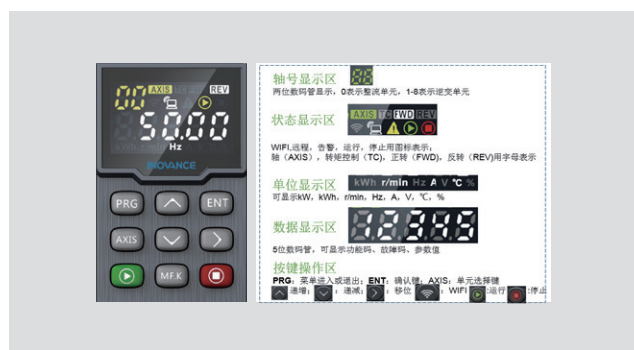 00 AXIS REV
50.00
Hz
INOVANCE
PRG
ENT
AXIS
MF.K
轴号显示区 88
两位数码管显示，0表示整流单元，1-8表示逆变单元
状态显示区 AXIS TC FWD REV
WIFI,远程，告警，运行，停止用图标表示；
轴（AXIS），转矩控制（TC），正转（FWD），反转（REV)用字母表示
单位显示区 kWh r/min Hz A V ℃ %
可显示kW，kWh，r/min，Hz，A，V，℃，%
数据显示区 12345
5位数码管，可显示功能码、故障码、参数值
按键操作区
PRG：菜单进入或退出；ENT：确认键；AXIS：单元选择键
：递增；：递减；：移位：WIFI :运行 :停止